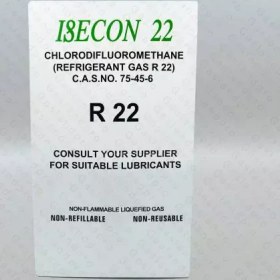 ISECON 22
CHLORODIFLUOROMETHANE
(REFRIGERANT GAS R 22)
C.A.S.NO. 75-45-6
R 22
CONSULT YOUR SUPPLIER
FOR SUITABLE LUBRICANTS
NON-FLAMMABLE LIQUEFIED GAS
NON-REFILLABLE NON-REUSABLE